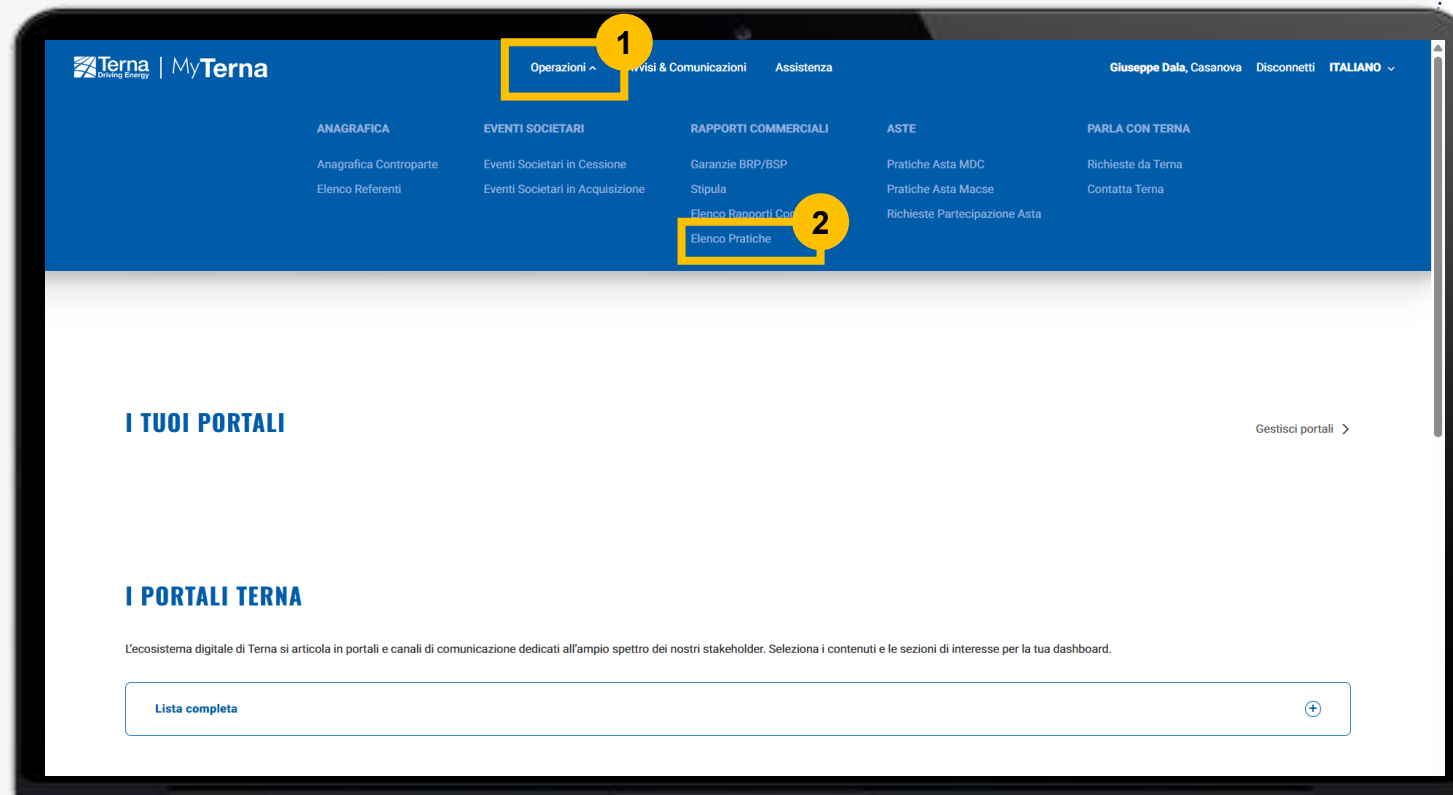 Terna
Driving Energy
MyTerna
Operazioni
1
Avvisi & Comunicazioni
Assistenza
Giuseppe Dala, Casanova
Disconnetti
ITALIANO
ANAGRAFICA
Anagrafica Controparte
Elenco Referenti
EVENTI SOCIETARI
Eventi Societari in Cessione
Eventi Societari in Acquisizione
RAPPORTI COMMERCIALI
Garanzie BRP/BSP
Stipula
Elenco Rapporti
Elenco Pratiche
2
ASTE
Pratiche Asta MDC
Pratiche Asta Macse
Richieste Partecipazione Asta
PARLA CON TERNA
Richieste da Terna
Contatta Terna
I TUOI PORTALI
Gestisci portali
I PORTALI TERNA
L'ecosistema digitale di Terna si articola in portali e canali di comunicazione dedicati all'ampio spettro dei nostri stakeholder. Seleziona i contenuti e le sezioni di interesse per la tua dashboard.
Lista completa